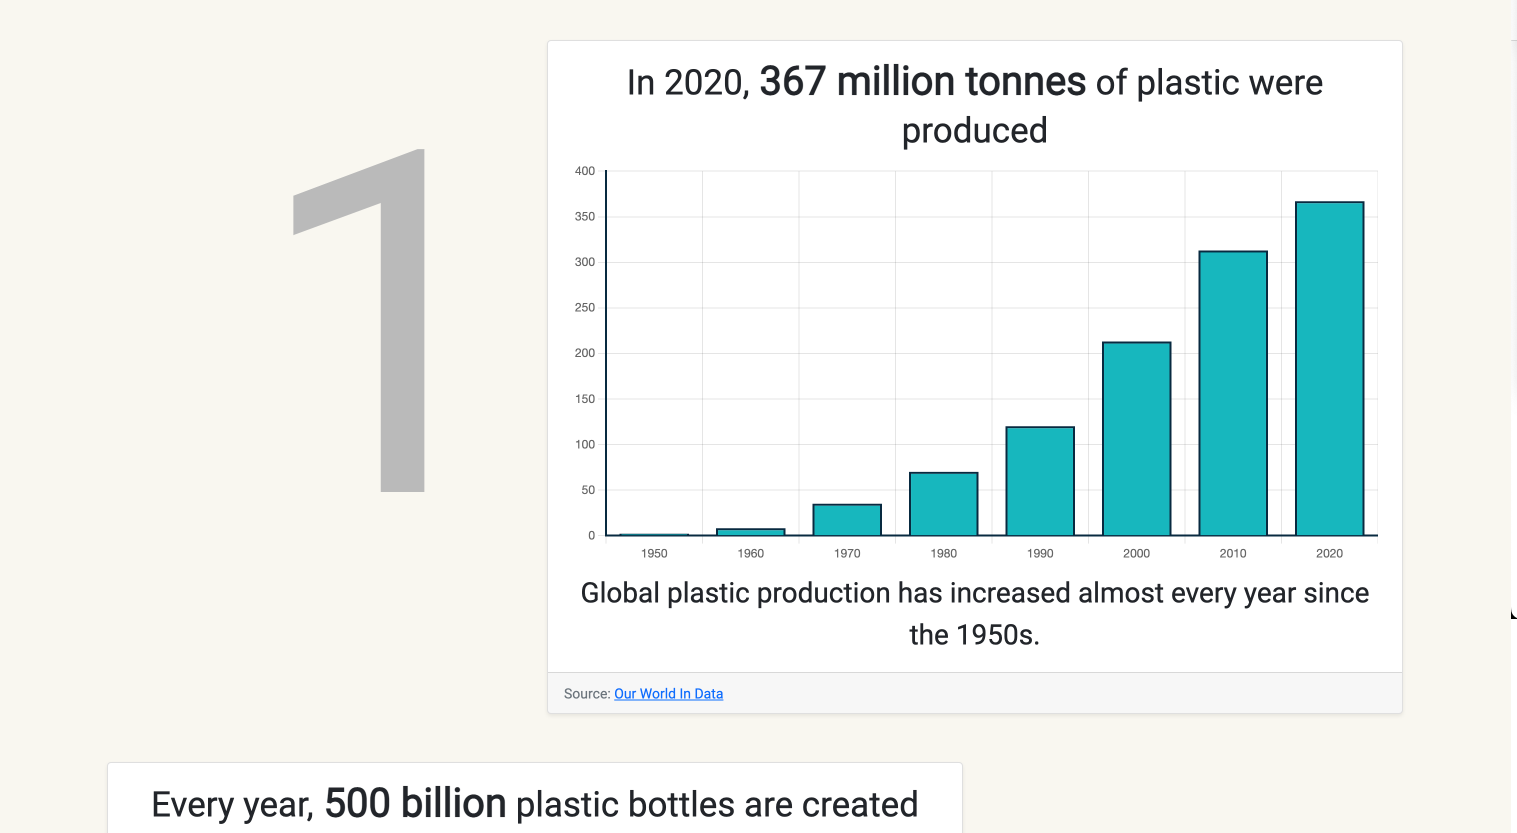 1
In 2020, 367 million tonnes of plastic were
produced
400
350
300
250
200
150
100
50
0
1950 1960 1970 1980 1990 2000 2010 2020
Global plastic production has increased almost every year since
the 1950s.
Source: Our World In Data
Every year, 500 billion plastic bottles are created